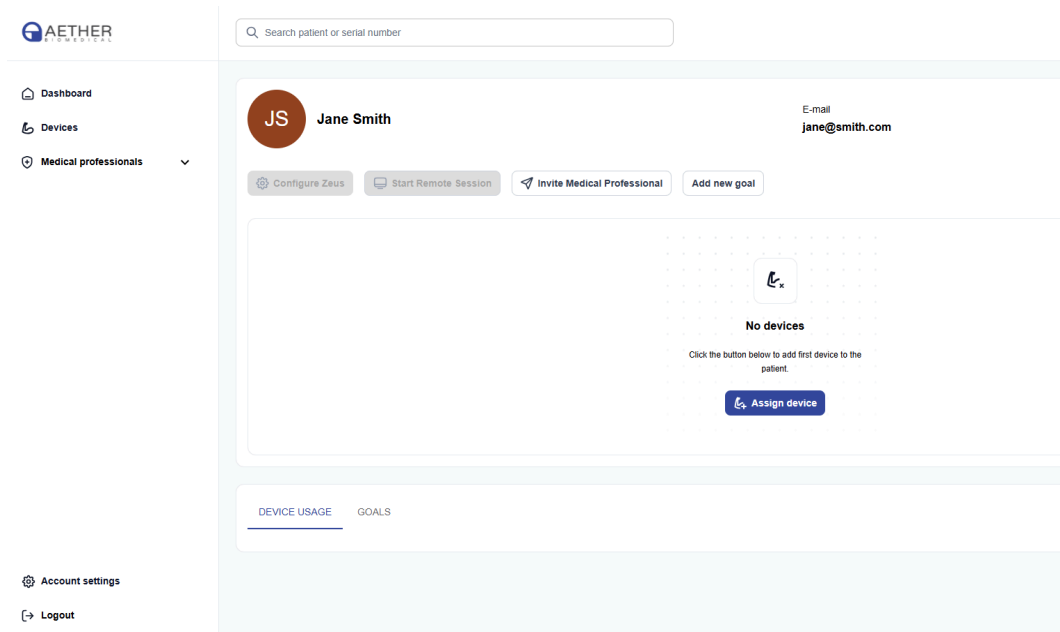 AETHER
BIOMEDICAL
Search patient or serial number
Dashboard
Devices
Medical professionals
JS
Jane Smith
E-mail
jane@smith.com
Configure Zeus
Start Remote Session
Invite Medical Professional
Add new goal
No devices
Click the button below to add first device to the
patient.
Assign device
DEVICE USAGE
GOALS
Account settings
Logout